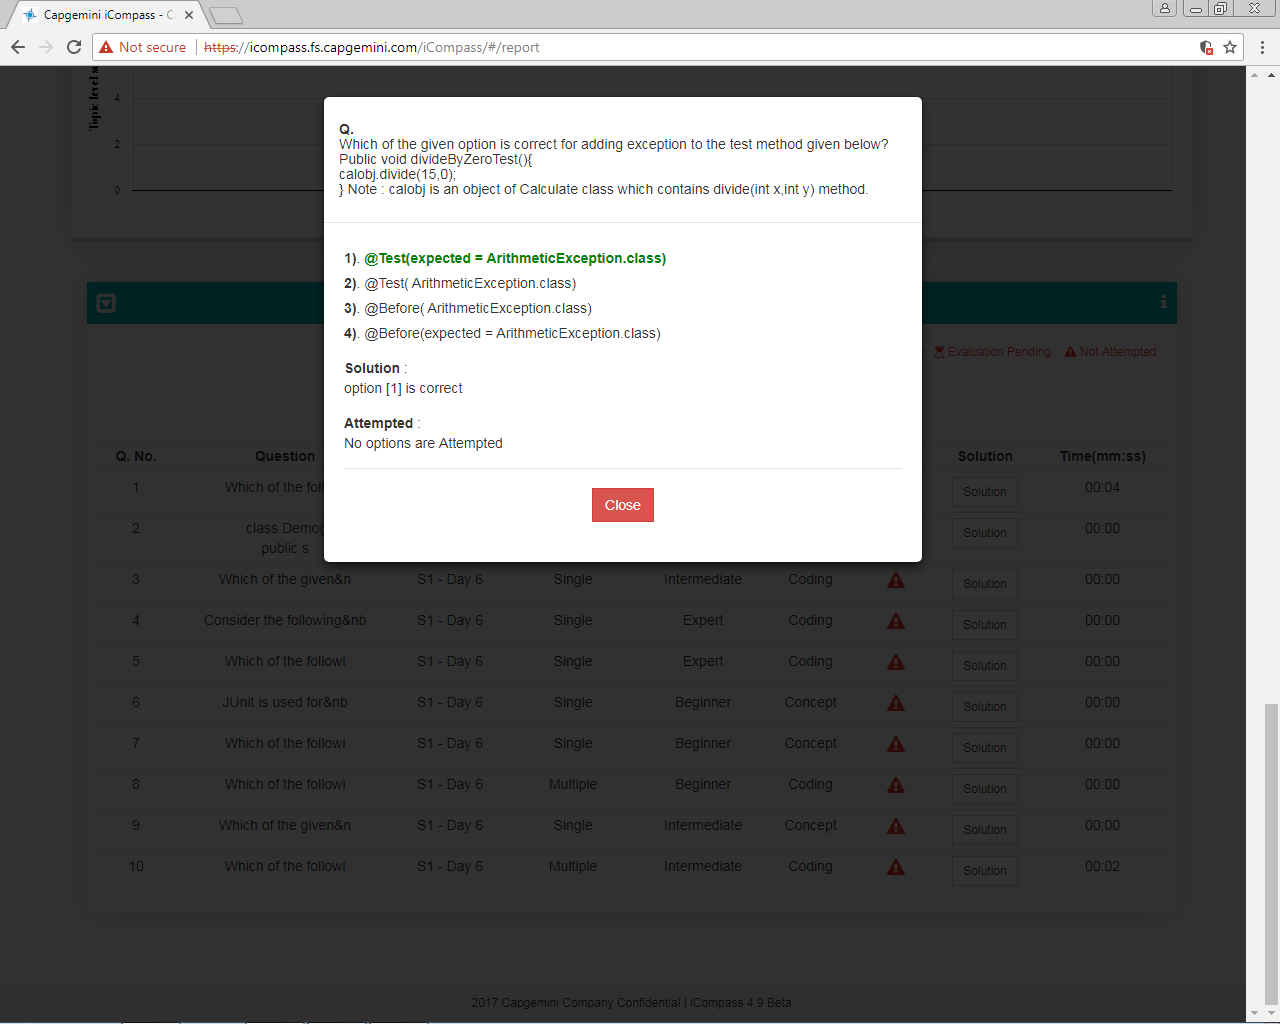 Capgemini iCompass - C
Not secure
https://icompass.fs.capgemini.com/iCompass/#/report
Topic level s
4
2
0
Q.
Which of the given option is correct for adding exception to the test method given below?
Public void divideByZeroTest(){
calobj.divide(15,0);
} Note : calobj is an object of Calculate class which contains divide(int x,int y) method.
1). @Test(expected = ArithmeticException.class)
2). @Test( ArithmeticException.class)
3). @Before( ArithmeticException.class)
4). @Before(expected = ArithmeticException.class)
Solution :
option [1] is correct
Attempted :
No options are Attempted
Close
Evaluation Pending Not Attempted
Q. No. Question Solution Time(mm:ss)
1 Which of the foll Solution 00:04
2 class Demo{ Solution 00:00
public s
3 Which of the given&n S1 - Day 6 Single Intermediate Coding Solution 00:00
4 Consider the following&nb S1 - Day 6 Single Expert Coding Solution 00:00
5 Which of the followi S1 - Day 6 Single Expert Coding Solution 00:00
6 JUnit is used for&nb S1 - Day 6 Single Beginner Concept Solution 00:00
7 Which of the followi S1 - Day 6 Single Beginner Concept Solution 00:00
8 Which of the followi S1 - Day 6 Multiple Beginner Coding Solution 00:00
9 Which of the given&n S1 - Day 6 Single Intermediate Concept Solution 00:00
10 Which of the followi S1 - Day 6 Multiple Intermediate Coding Solution 00:02
2017 Capgemini Company Confidential | iCompass 4.9 Beta